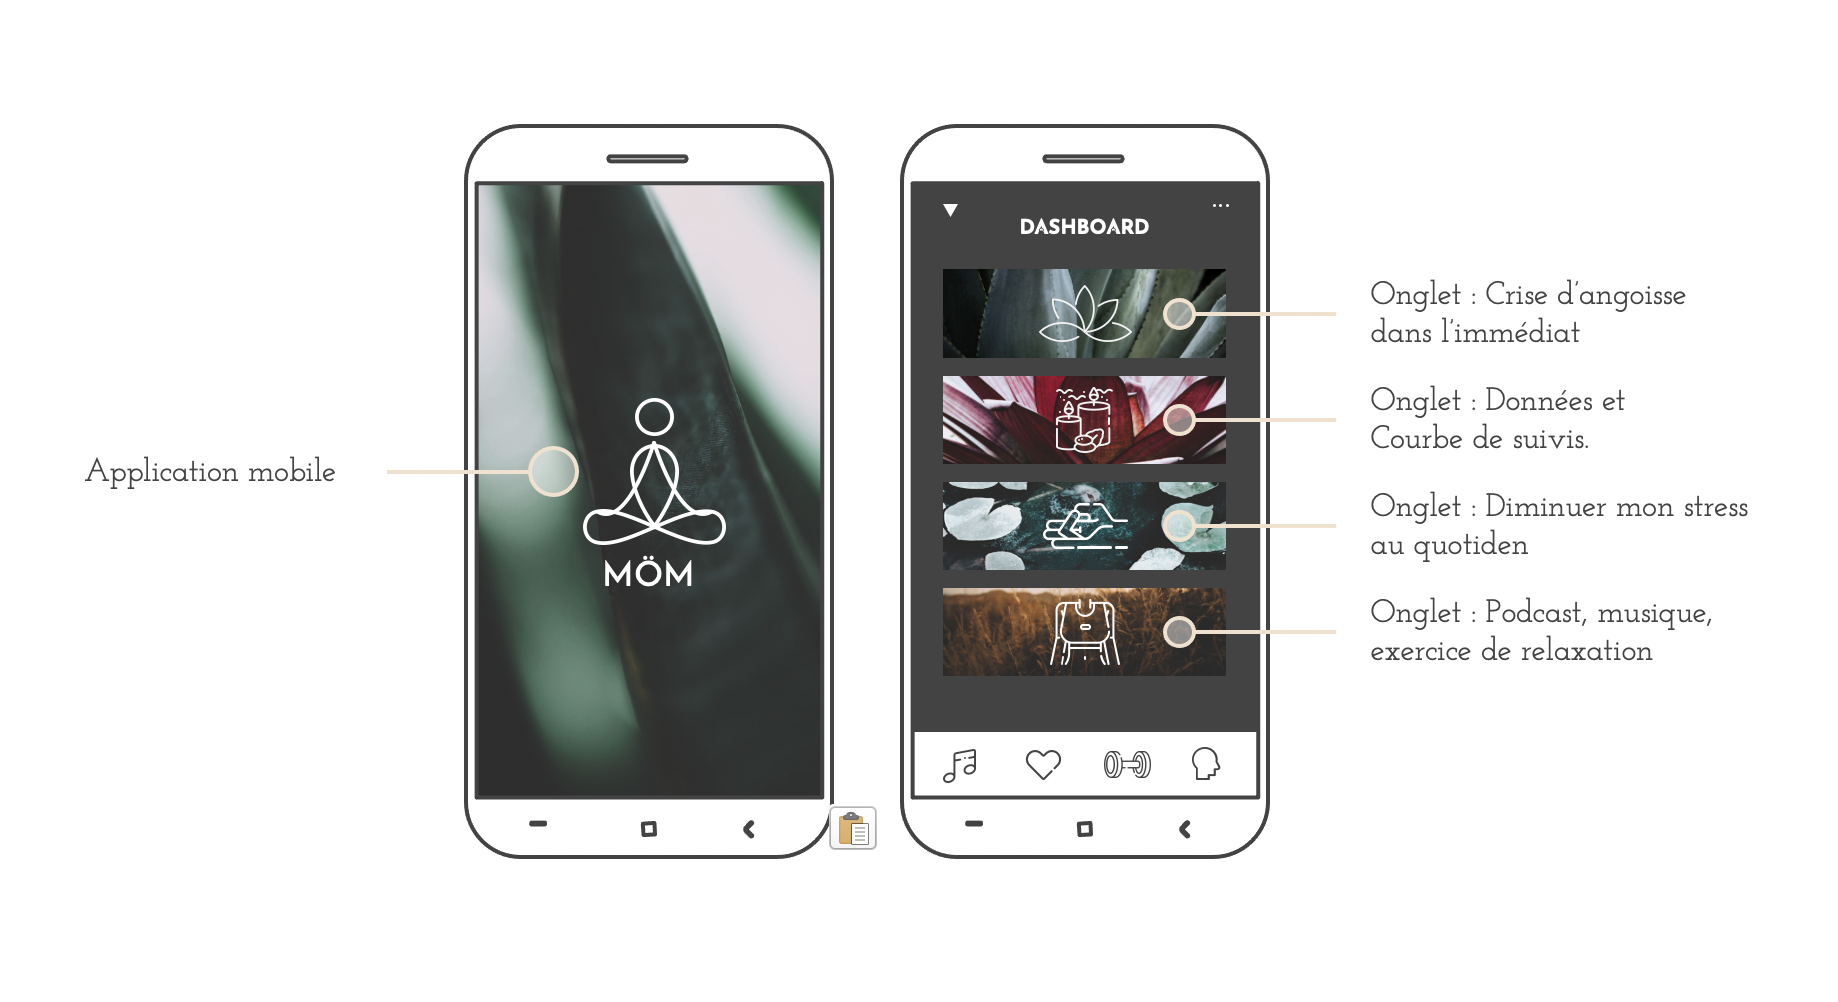 Application mobile
MÖM
DASHBOARD
Onglet : Crise d'angoisse
dans l'immédiat
Onglet : Données et
Courbe de suivis.
Onglet : Diminuer mon stress
au quotiden
Onglet : Podcast, musique,
exercice de relaxation